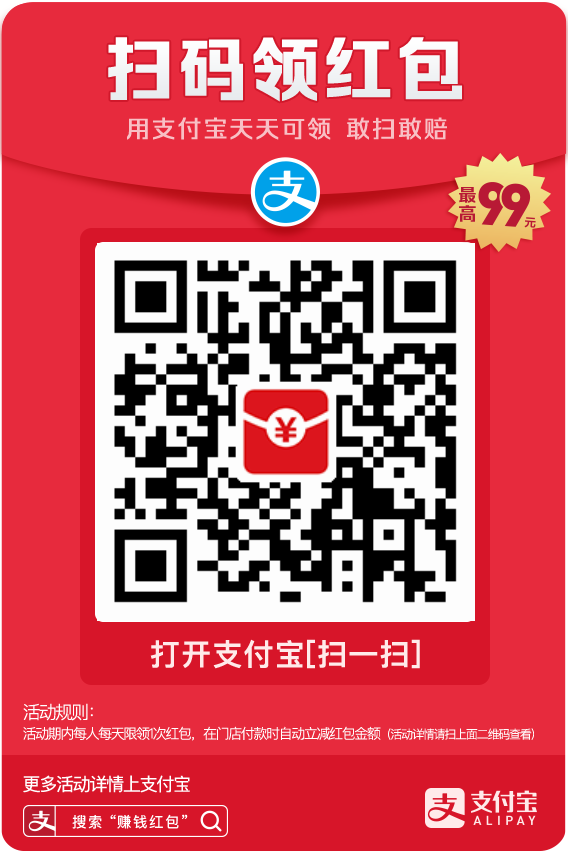 扫码领红包
用支付宝天天可领 敢扫敢赔
支
最高99元
¥
打开支付宝[扫一扫]
活动规则：
活动期内每人每天限领1次红包，在门店付款时自动立减红包金额（活动详情请扫上面二维码查看）
更多活动详情上支付宝
支 搜索“赚钱红包”
支 支付宝
ALIPAY